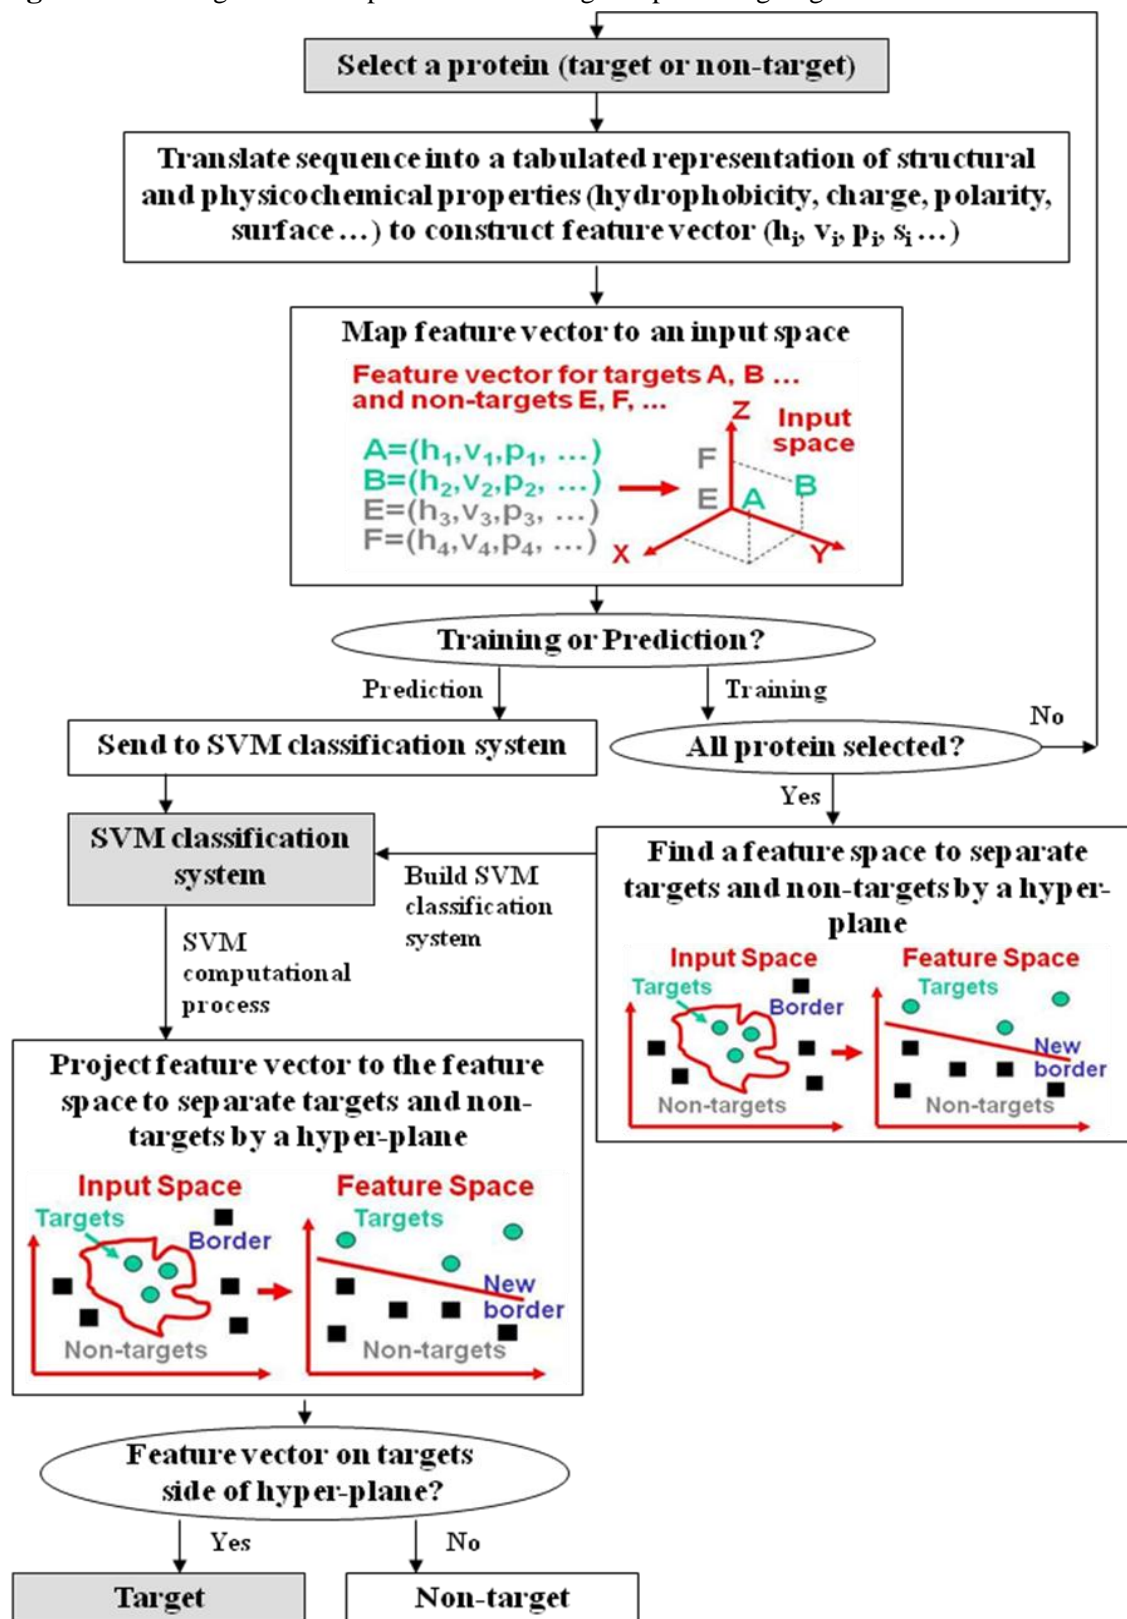 Select a protein (target or non-target)
Translate sequence into a tabulated representation of structural
and physicochemical properties (hydrophobicity, charge, polarity,
surface …) to construct feature vector (hᵢ, vᵢ, pᵢ, sᵢ …)
Map feature vector to an input space
Feature vector for targets A, B …
and non-targets E, F, …
A=(h₁,v₁,p₁, …)
B=(h₂,v₂,p₂, …)
E=(h₃,v₃,p₃, …)
F=(h₄,v₄,p₄, …)
Z
Input
space
F
B
E
A
X
Y
Training or Prediction?
Prediction
Training
Send to SVM classification system
All protein selected?
No
Yes
SVM classification
system
Build SVM
classification
system
Find a feature space to separate
targets and non-targets by a hyper-
plane
Input Space
Feature Space
Targets
Border
Targets
New
border
Non-targets
Non-targets
SVM
computational
process
Project feature vector to the feature
space to separate targets and non-
targets by a hyper-plane
Input Space
Feature Space
Targets
Border
Targets
New
border
Non-targets
Non-targets
Feature vector on targets
side of hyper-plane?
Yes
No
Target
Non-target